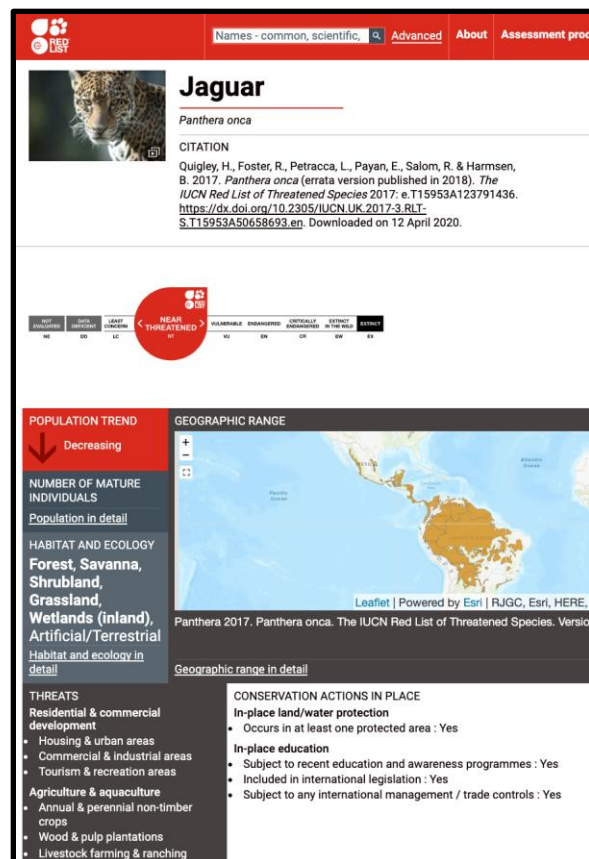 RED
LIST
Names - common, scientific,
Advanced
About
Assessment proc
Jaguar
Panthera onca
CITATION
Quigley, H., Foster, R., Petracca, L., Payan, E., Salom, R. & Harmsen,
B. 2017. Panthera onca (errata version published in 2018). The
IUCN Red List of Threatened Species 2017: e.T15953A123791436.
https://dx.doi.org/10.2305/IUCN.UK.2017-3.RLT-
S.T15953A50658693.en. Downloaded on 12 April 2020.
NOT
EVALUATED
NE
DATA
DEFICIENT
DD
LEAST
CONCERN
LC
< NEAR
THREATENED >
NT
VULNERABLE
VU
ENDANGERED
EN
CRITICALLY
ENDANGERED
CR
EXTINCT
IN THE WILD
EW
EXTINCT
EX
POPULATION TREND
Decreasing
NUMBER OF MATURE
INDIVIDUALS
Population in detail
HABITAT AND ECOLOGY
Forest, Savanna,
Shrubland,
Grassland,
Wetlands (inland),
Artificial/Terrestrial
Habitat and ecology in
detail
GEOGRAPHIC RANGE
+
−
MEXICO
Pacific
Ocean
Atlantic
Ocean
Leaflet | Powered by Esri | RJGC, Esri, HERE,
Panthera 2017. Panthera onca. The IUCN Red List of Threatened Species. Versio
Geographic range in detail
THREATS
Residential & commercial
development
• Housing & urban areas
• Commercial & industrial areas
• Tourism & recreation areas
Agriculture & aquaculture
• Annual & perennial non-timber
crops
• Wood & pulp plantations
• Livestock farming & ranching
CONSERVATION ACTIONS IN PLACE
In-place land/water protection
• Occurs in at least one protected area : Yes
In-place education
• Subject to recent education and awareness programmes : Yes
• Included in international legislation : Yes
• Subject to any international management / trade controls : Yes